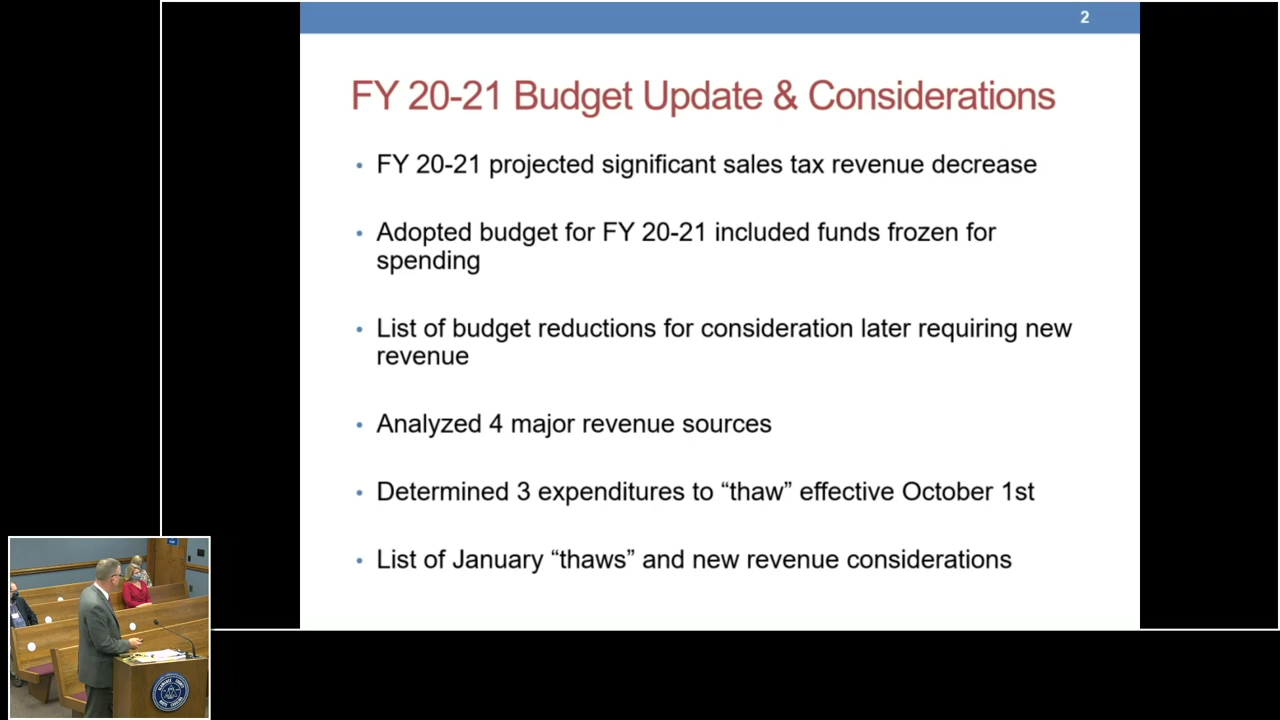 2
FY 20-21 Budget Update & Considerations
• FY 20-21 projected significant sales tax revenue decrease
• Adopted budget for FY 20-21 included funds frozen for
spending
• List of budget reductions for consideration later requiring new
revenue
• Analyzed 4 major revenue sources
• Determined 3 expenditures to “thaw” effective October 1st
• List of January “thaws” and new revenue considerations